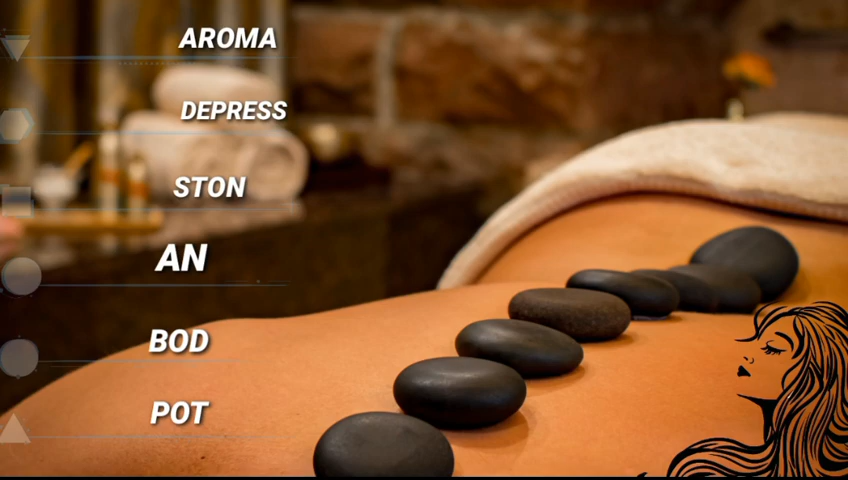 AROMA
DEPRESS
STON
AN
BOD
POT